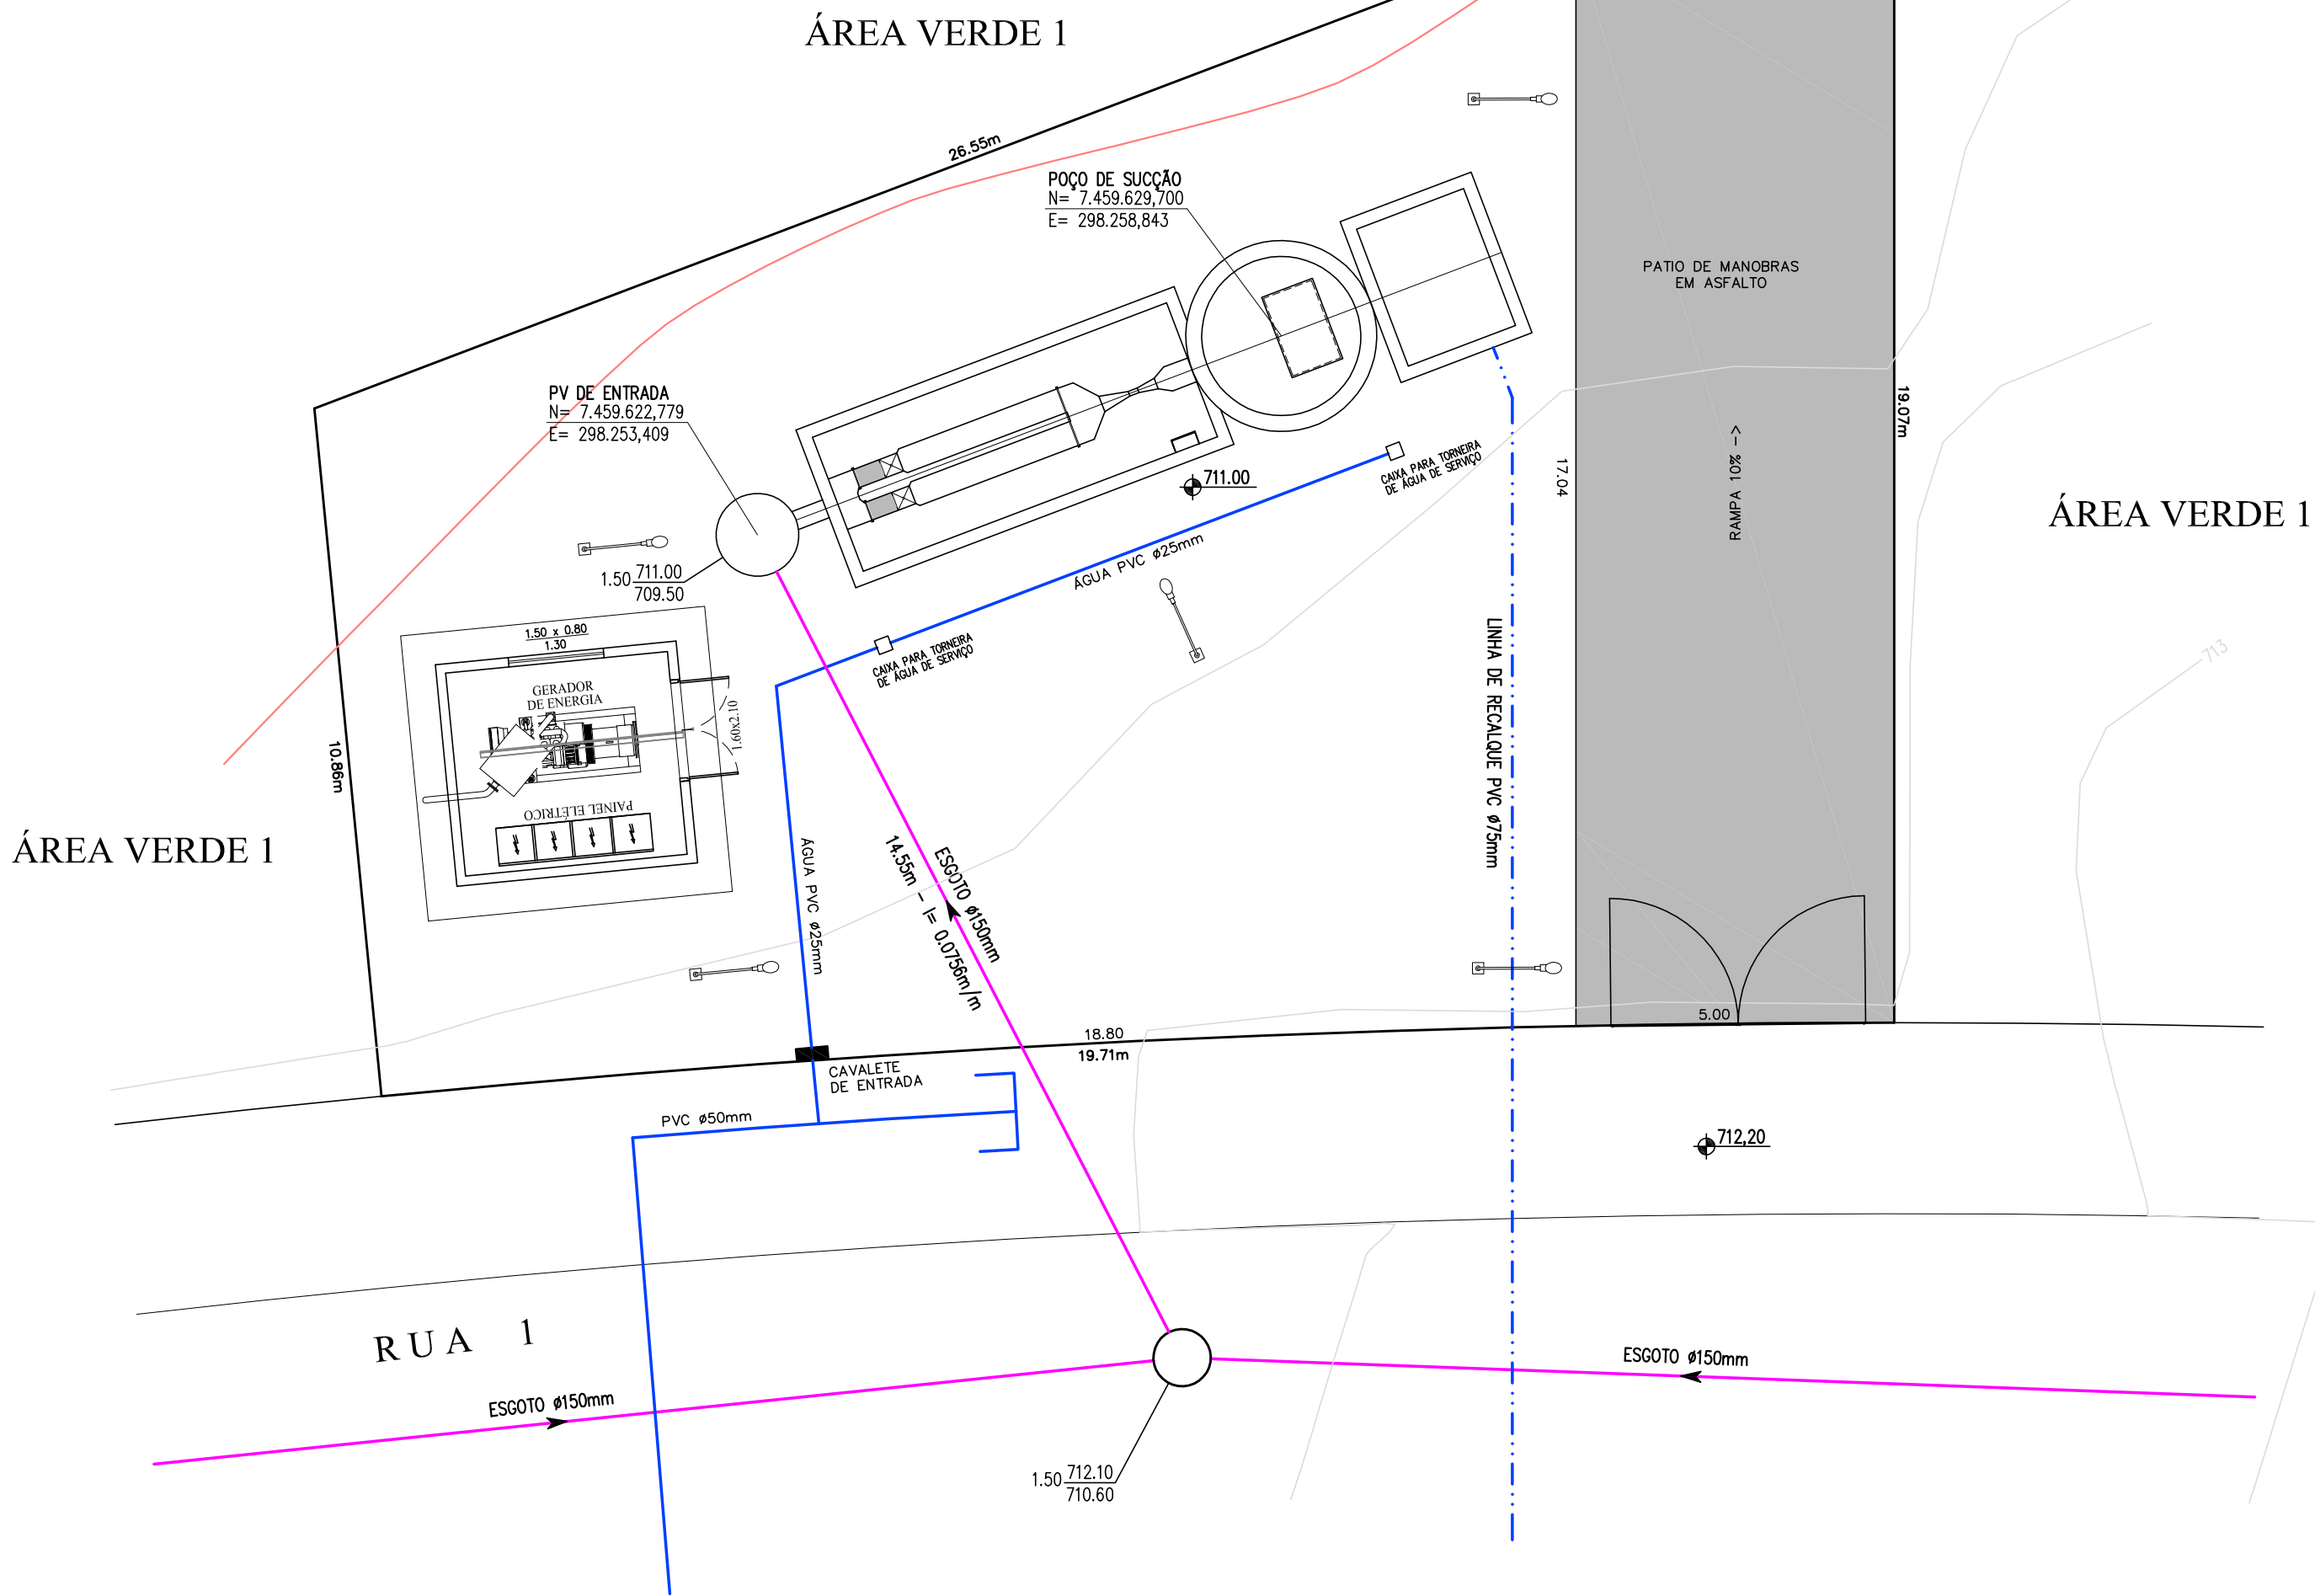 ÁREA VERDE 1
26.55m
POÇO DE SUCÇÃO
N= 7.459.629,700
E= 298.258,843
PATIO DE MANOBRAS
EM ASFALTO
PV DE ENTRADA
N= 7.459.622,779
E= 298.253,409
19.07m
RAMPA 10% ->
17.04
CAIXA PARA TORNEIRA
DE ÁGUA DE SERVIÇO
711.00
ÁREA VERDE 1
ÁGUA PVC ø25mm
1.50 711.00
709.50
1.50 x 0.80
1.30
CAIXA PARA TORNEIRA
DE ÁGUA DE SERVIÇO
GERADOR
DE ENERGIA
1.60x2.10
713
LINHA DE RECALQUE PVC ø75mm
10.86m
PAINEL ELÉTRICO
ÁREA VERDE 1
ÁGUA PVC ø25mm
ESGOTO ø150mm
14.55m - I= 0.0756m/m
5.00
18.80
19.71m
CAVALETE
DE ENTRADA
PVC ø50mm
712,20
RUA 1
ESGOTO ø150mm
ESGOTO ø150mm
1.50 712.10
710.60